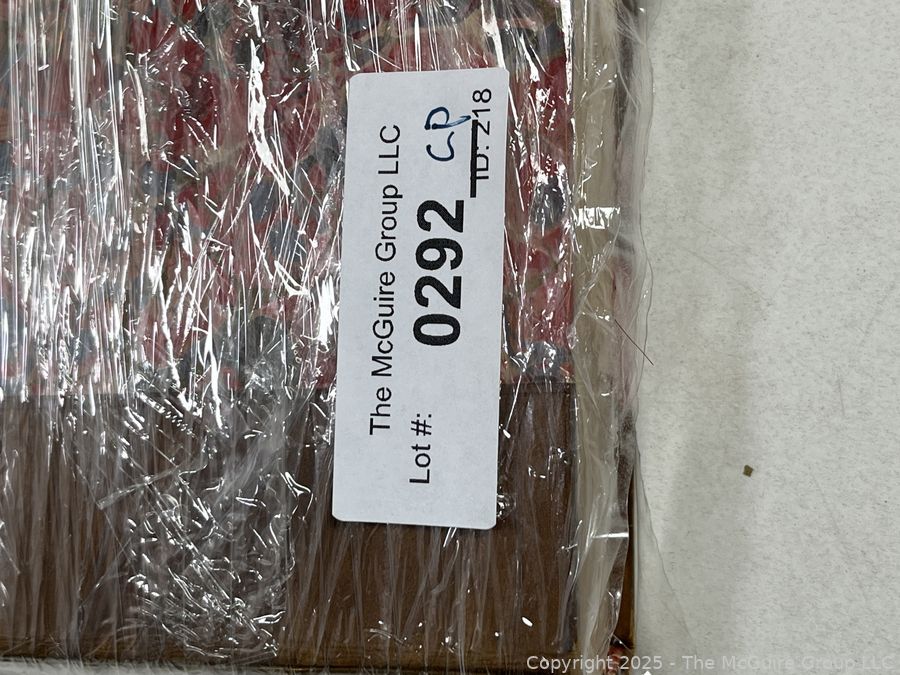 The McGuire Group LLC
Lot #: 0292 CP
ID: 218
Copyright 2025 - The McGuire Group LLC